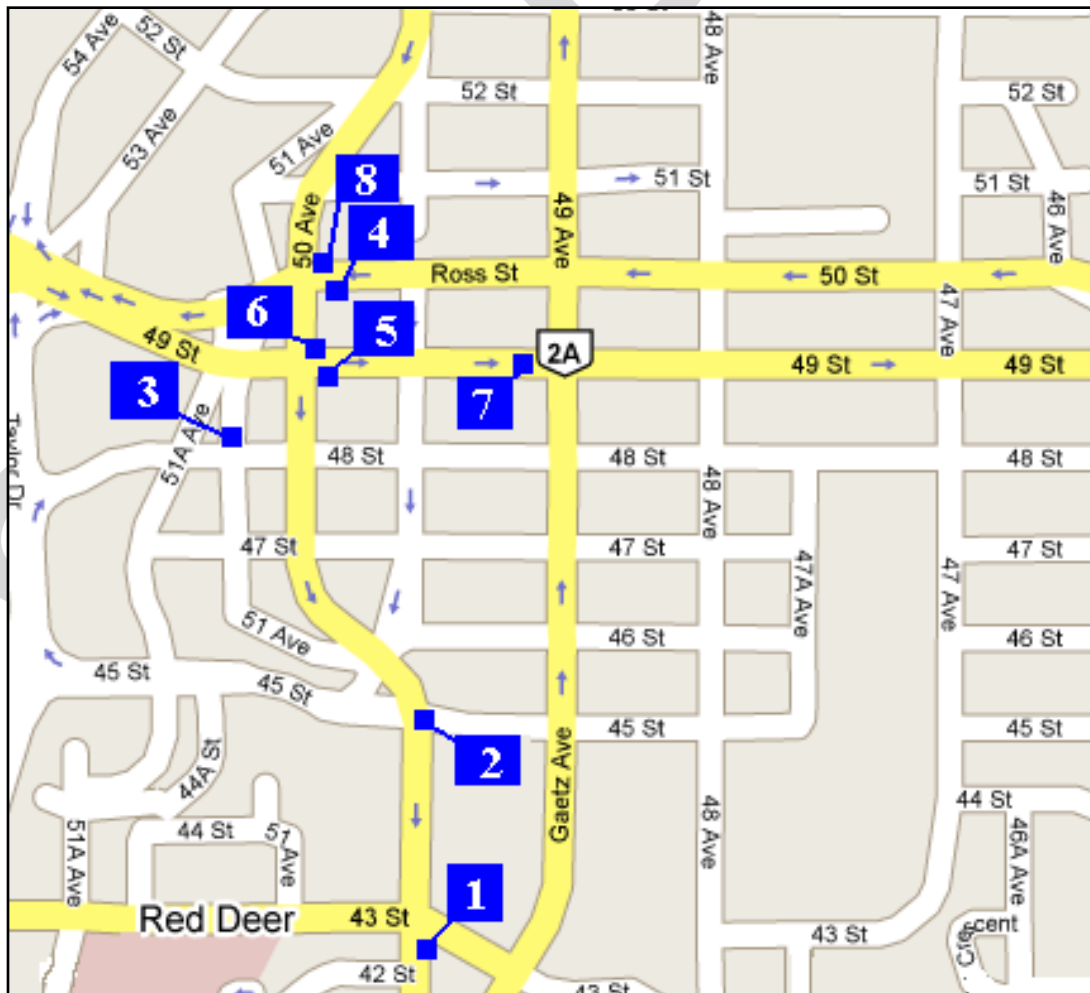 48 Ave
54 Ave
52 St
52 St
52 St
53 Ave
51 Ave
8
51 St
51 St
4
50 Ave
49 Ave
46 Ave
Ross St
50 St
6
5
47 Ave
49 St
2A
49 St
49 St
3
7
51A Ave
Taylor Dr
48 St
48 St
48 Ave
48 St
47 St
47 St
47A Ave
47 Ave
47 St
51 Ave
46 St
46 St
45 St
45 St
45 St
45 St
2
44A St
Gaetz Ave
48 Ave
44 St
51A Ave
44 St
51 Ave
46A Ave
1
Red Deer
43 St
43 St
42 St
43 St